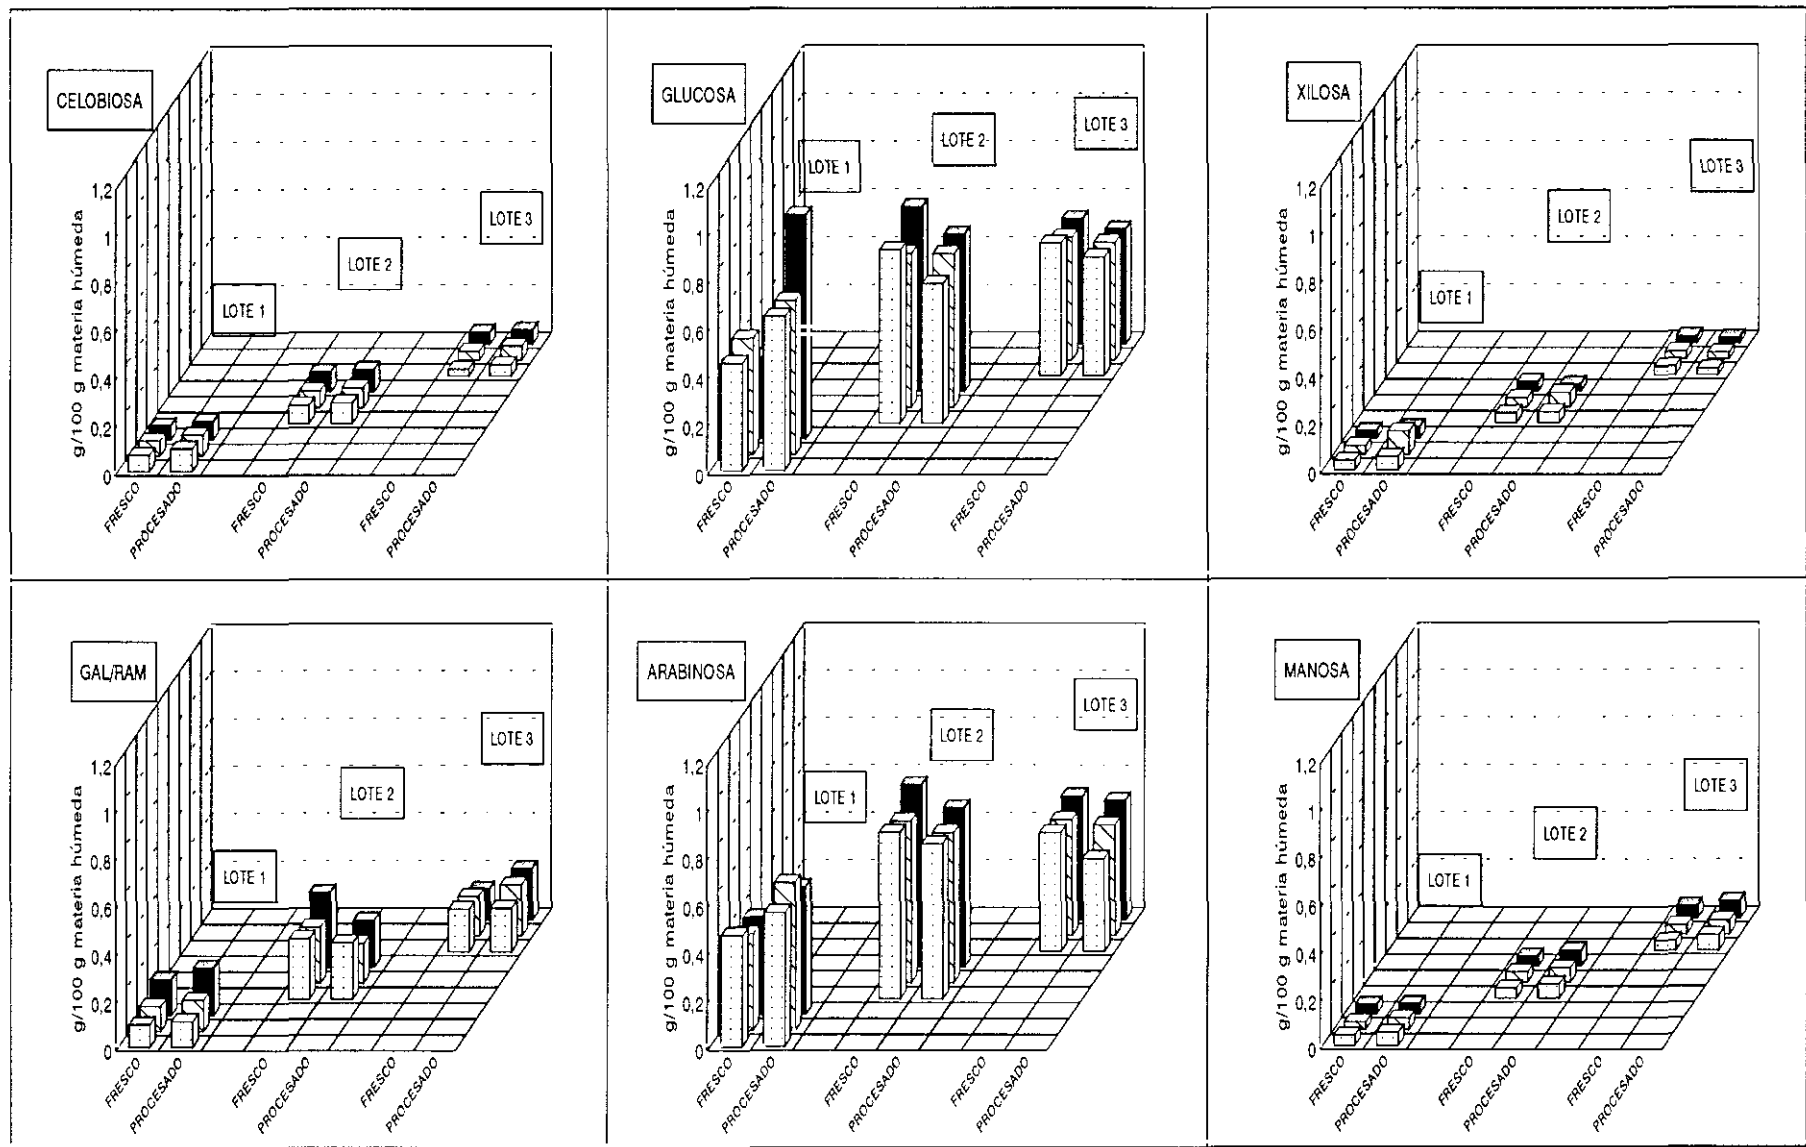 CELOBIOSA
g/100 g materia húmeda
1,2
1
0,8
0,6
0,4
0,2
0
LOTE 1
LOTE 2
LOTE 3
FRESCO
PROCESADO
FRESCO
PROCESADO
FRESCO
PROCESADO
GLUCOSA
g/100 g materia húmeda
1,2
1
0,8
0,6
0,4
0,2
0
LOTE 1
LOTE 2
LOTE 3
FRESCO
PROCESADO
FRESCO
PROCESADO
FRESCO
PROCESADO
XILOSA
g/100 g materia húmeda
1,2
1
0,8
0,6
0,4
0,2
0
LOTE 1
LOTE 2
LOTE 3
FRESCO
PROCESADO
FRESCO
PROCESADO
FRESCO
PROCESADO
GAL/RAM
g/100 g materia húmeda
1,2
1
0,8
0,6
0,4
0,2
0
LOTE 1
LOTE 2
LOTE 3
FRESCO
PROCESADO
FRESCO
PROCESADO
FRESCO
PROCESADO
ARABINOSA
g/100 g materia húmeda
1,2
1
0,8
0,6
0,4
0,2
0
LOTE 1
LOTE 2
LOTE 3
FRESCO
PROCESADO
FRESCO
PROCESADO
FRESCO
PROCESADO
MANOSA
g/100 g materia húmeda
1,2
1
0,8
0,6
0,4
0,2
0
LOTE 1
LOTE 2
LOTE 3
FRESCO
PROCESADO
FRESCO
PROCESADO
FRESCO
PROCESADO